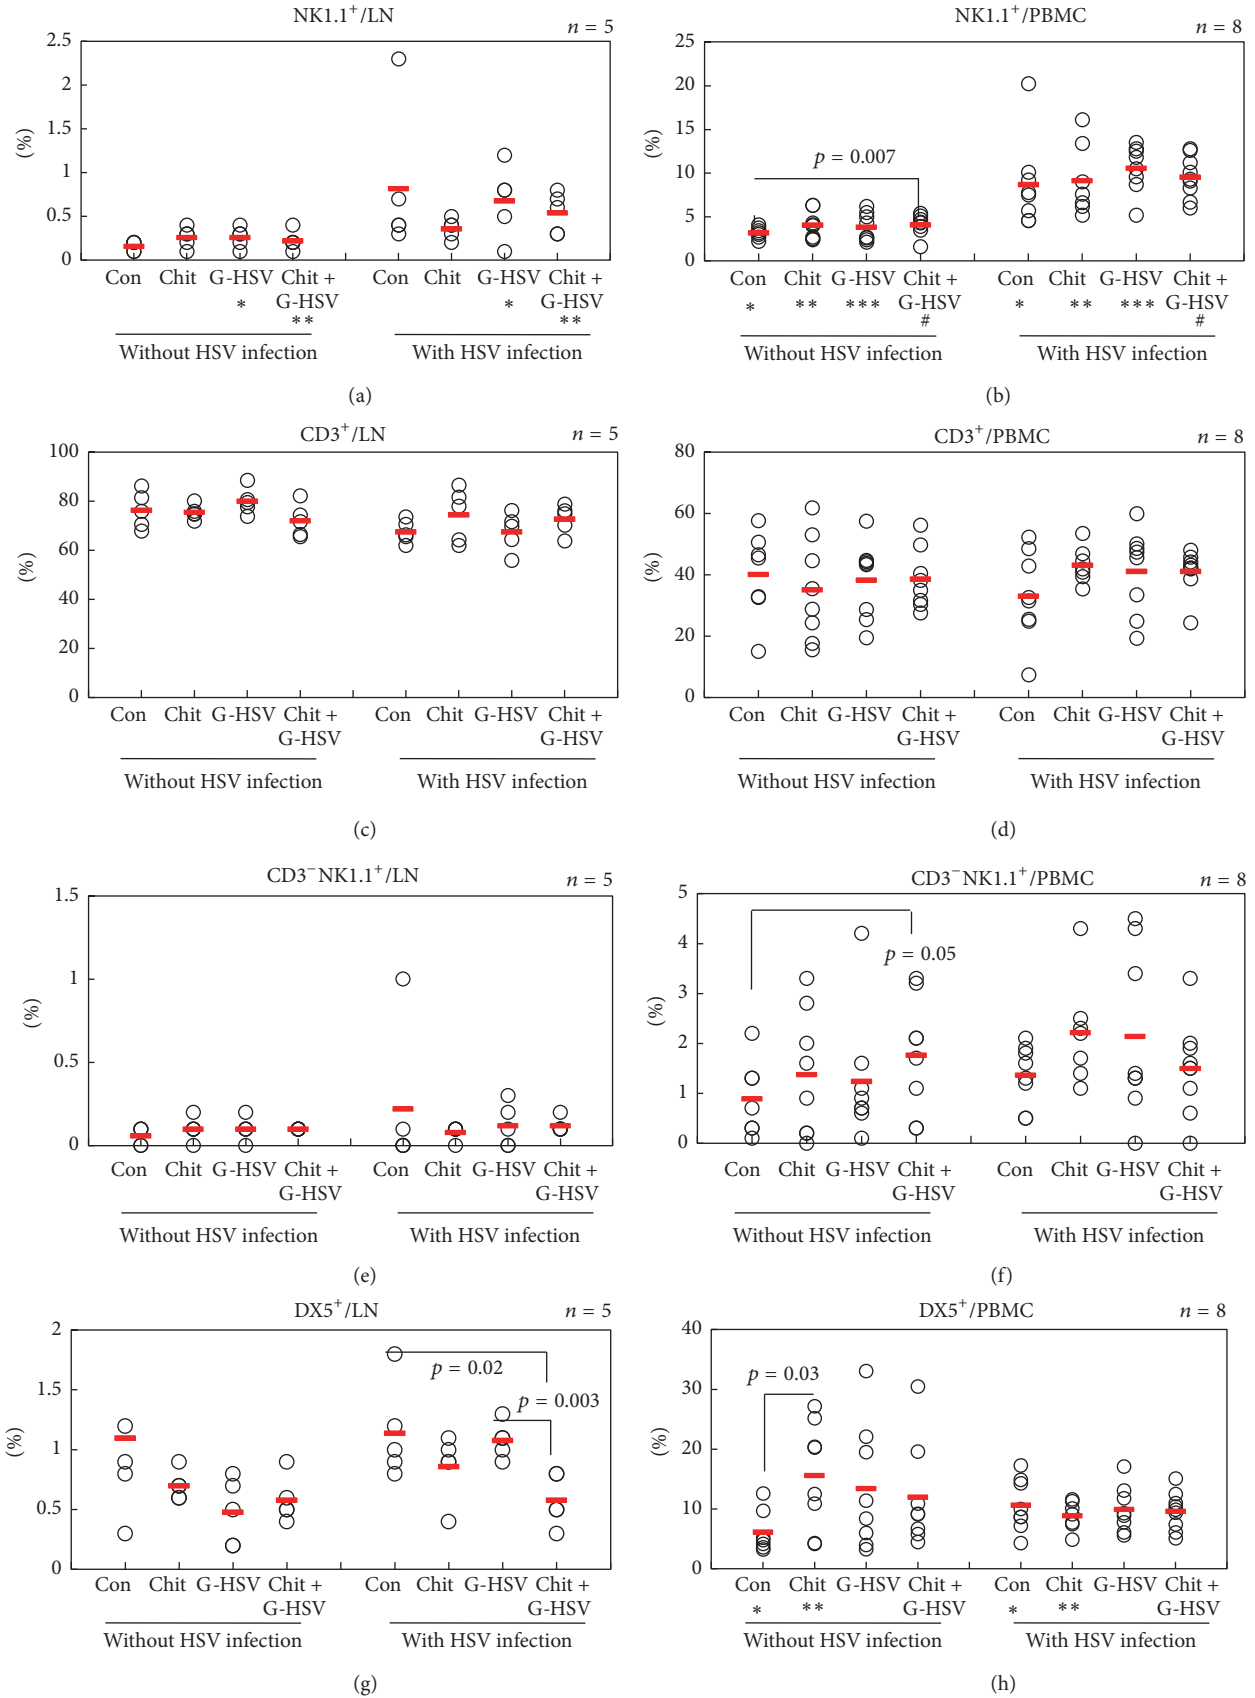 NK1.1⁺/LN
n = 5
2.5
2
1.5
1
0.5
0
(%)
Con Chit G-HSV Chit + G-HSV Con Chit G-HSV Chit + G-HSV
* ** * **
Without HSV infection With HSV infection
(a)
NK1.1⁺/PBMC
n = 8
25
20
15
10
5
0
(%)
p = 0.007
Con Chit G-HSV Chit + G-HSV Con Chit G-HSV Chit + G-HSV
* ** *** # * ** *** #
Without HSV infection With HSV infection
(b)
CD3⁺/LN
n = 5
100
80
60
40
20
0
(%)
Con Chit G-HSV Chit + G-HSV Con Chit G-HSV Chit + G-HSV
Without HSV infection With HSV infection
(c)
CD3⁺/PBMC
n = 8
80
60
40
20
0
(%)
Con Chit G-HSV Chit + G-HSV Con Chit G-HSV Chit + G-HSV
Without HSV infection With HSV infection
(d)
CD3⁻NK1.1⁺/LN
n = 5
1.5
1
0.5
0
(%)
Con Chit G-HSV Chit + G-HSV Con Chit G-HSV Chit + G-HSV
Without HSV infection With HSV infection
(e)
CD3⁻NK1.1⁺/PBMC
n = 8
5
4
3
2
1
0
(%)
p = 0.05
Con Chit G-HSV Chit + G-HSV Con Chit G-HSV Chit + G-HSV
Without HSV infection With HSV infection
(f)
DX5⁺/LN
n = 5
2
1.5
1
0.5
0
(%)
p = 0.02
p = 0.003
Con Chit G-HSV Chit + G-HSV Con Chit G-HSV Chit + G-HSV
Without HSV infection With HSV infection
(g)
DX5⁺/PBMC
n = 8
40
30
20
10
0
(%)
p = 0.03
Con Chit G-HSV Chit + G-HSV Con Chit G-HSV Chit + G-HSV
* ** * **
Without HSV infection With HSV infection
(h)